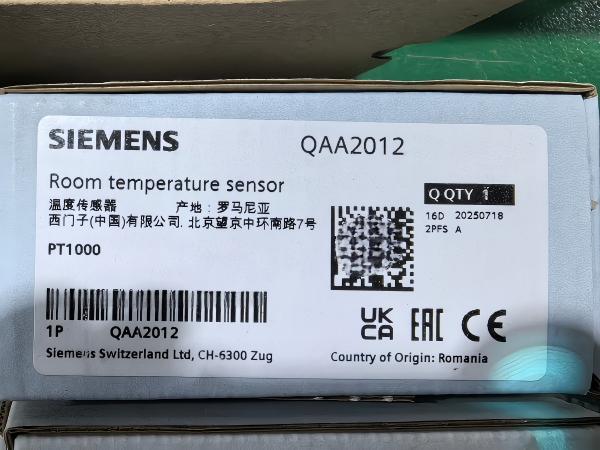 SIEMENS
QAA2012
Room temperature sensor
温度传感器 产地: 罗马尼亚
西门子(中国)有限公司. 北京望京中环南路7号
PT1000
Q QTY 1
16D 20250718
2PFS A
1P QAA2012
UK
CA
EAC
CE
Siemens Switzerland Ltd, CH-6300 Zug
Country of Origin: Romania